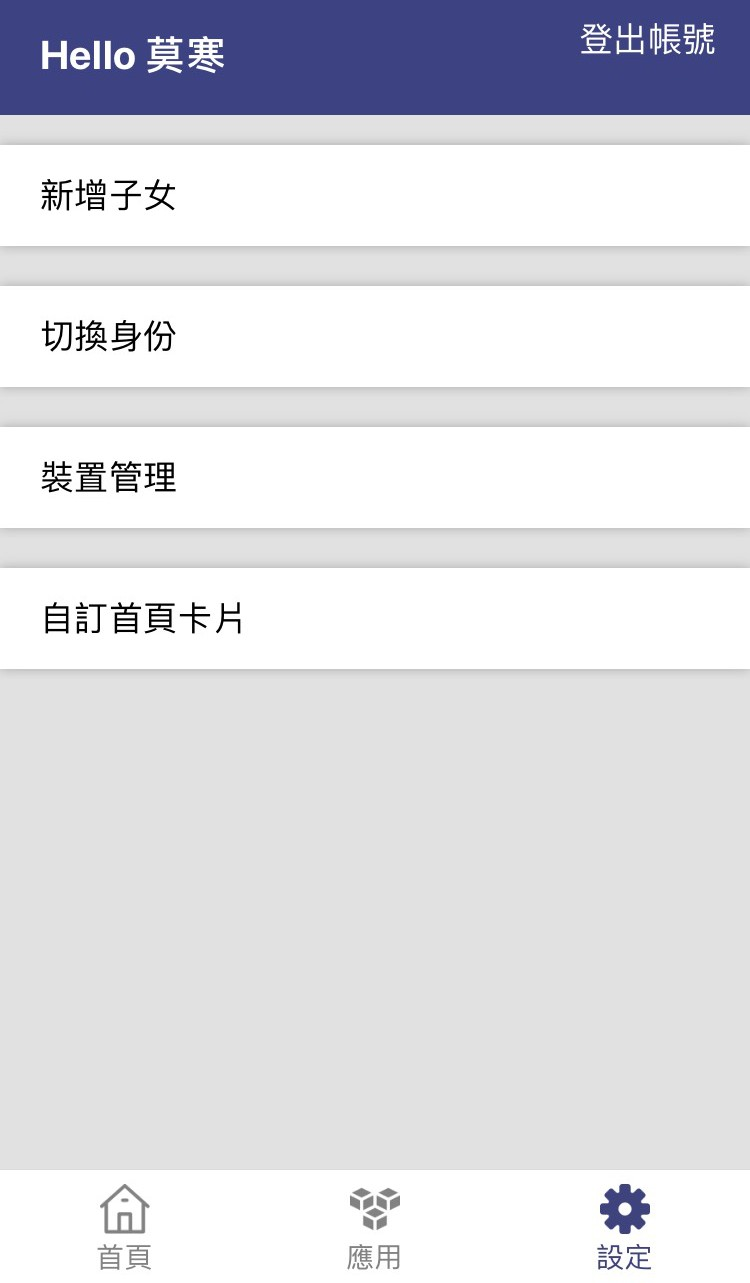 Hello 莫寒
登出帳號
新增子女
切換身份
裝置管理
自訂首頁卡片
首頁
應用
設定